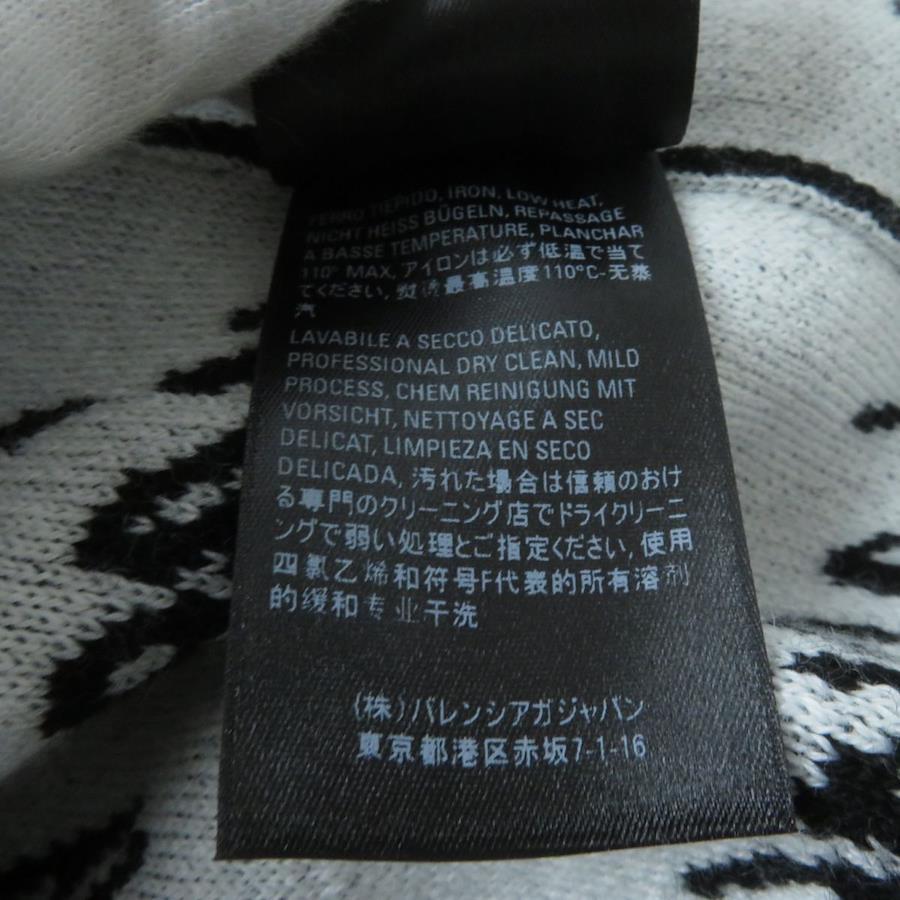 FERRO TIEPIDO, IRON, LOW HEAT,
NICHT HEISS BÜGELN, REPASSAGE
A BASSE TEMPERATURE, PLANCHAR
110° MAX, アイロンは必ず低温で当て
てください, 熨烫最高温度110°C-无蒸
汽
LAVABILE A SECCO DELICATO,
PROFESSIONAL DRY CLEAN, MILD
PROCESS, CHEM REINIGUNG MIT
VORSICHT, NETTOYAGE A SEC
DELICAT, LIMPIEZA EN SECO
DELICADA, 汚れた場合は信頼のおけ
る専門のクリーニング店でドライクリーニ
ングで弱い処理とご指定ください, 使用
四氯乙烯和符号F代表的所有溶剂
的缓和专业干洗
(株)バレンシアガジャパン
東京都港区赤坂7-1-16